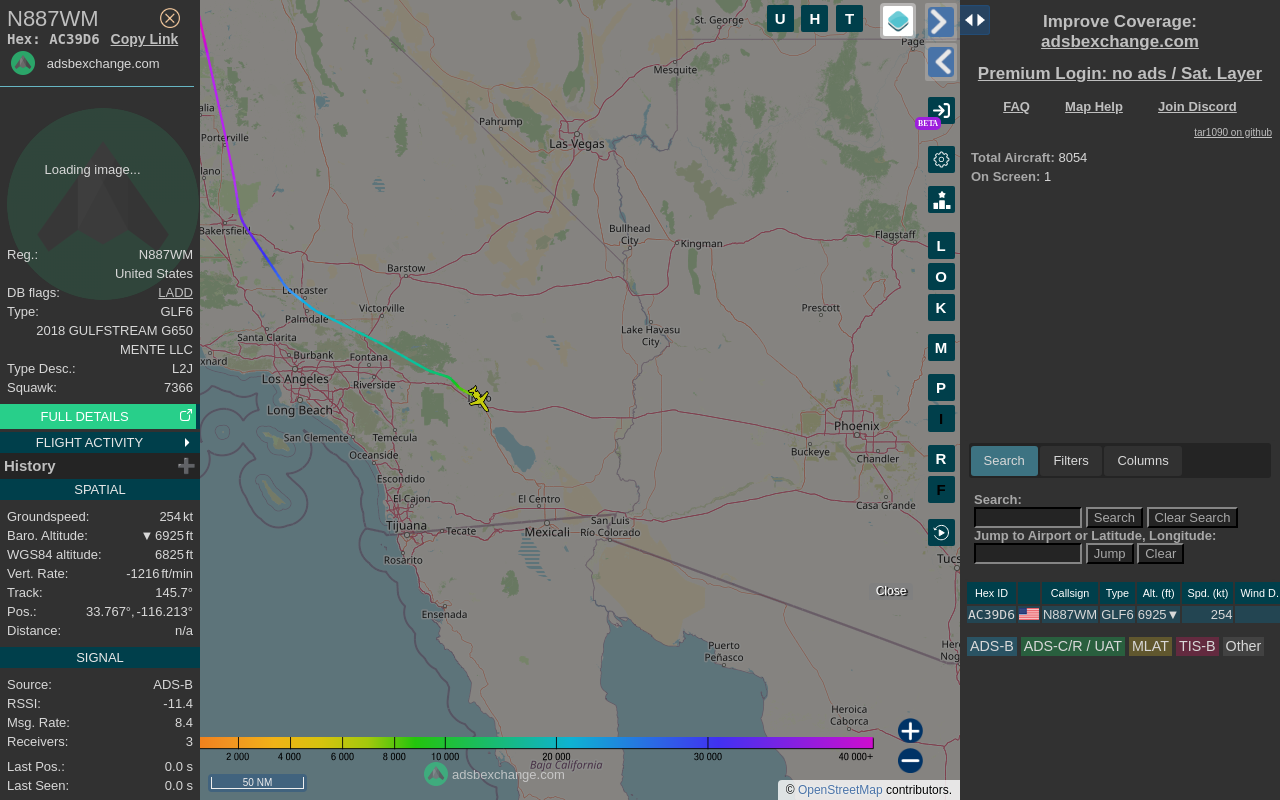 N887WM
Hex: AC39D6 Copy Link
adsbexchange.com
Loading image...
Reg.: N887WM
United States
DB flags: LADD
Type: GLF6
2018 GULFSTREAM G650
MENTE LLC
Type Desc.: L2J
Squawk: 7366
FULL DETAILS
FLIGHT ACTIVITY
History
SPATIAL
Groundspeed: 254 kt
Baro. Altitude: ▼ 6925 ft
WGS84 altitude: 6825 ft
Vert. Rate: -1216 ft/min
Track: 145.7°
Pos.: 33.767°, -116.213°
Distance: n/a
SIGNAL
Source: ADS-B
RSSI: -11.4
Msg. Rate: 8.4
Receivers: 3
Last Pos.: 0.0 s
Last Seen: 0.0 s
St. George
Page
Mesquite
Pahrump
Las Vegas
alia
Porterville
lano
Bakersfield
Bullhead
City
Kingman
Flagstaff
Barstow
Lancaster
Palmdale
Victorville
Prescott
Lake Havasu
City
Santa Clarita
xnard
Burbank
Fontana
Los Angeles
Riverside
Long Beach
San Clemente
Temecula
Oceanside
Escondido
El Cajon
Tijuana
Tecate
Rosarito
Ensenada
El Centro
Mexicali
San Luis
Río Colorado
Phoenix
Buckeye
Chandler
Casa Grande
Tucs
Close
Puerto
Peñasco
Her
Nog
Heroica
Caborca
Baja California
U H T
BETA
L
O
K
M
P
I
R
F
2 000 4 000 6 000 8 000 10 000 20 000 30 000 40 000+
adsbexchange.com
50 NM
© OpenStreetMap contributors.
Improve Coverage:
adsbexchange.com
Premium Login: no ads / Sat. Layer
FAQ Map Help Join Discord
tar1090 on github
Total Aircraft: 8054
On Screen: 1
Search Filters Columns
Search:
Search Clear Search
Jump to Airport or Latitude, Longitude:
Jump Clear
Hex ID Callsign Type Alt. (ft) Spd. (kt) Wind D.
AC39D6 N887WM GLF6 6925▼ 254
ADS-B ADS-C/R / UAT MLAT TIS-B Other